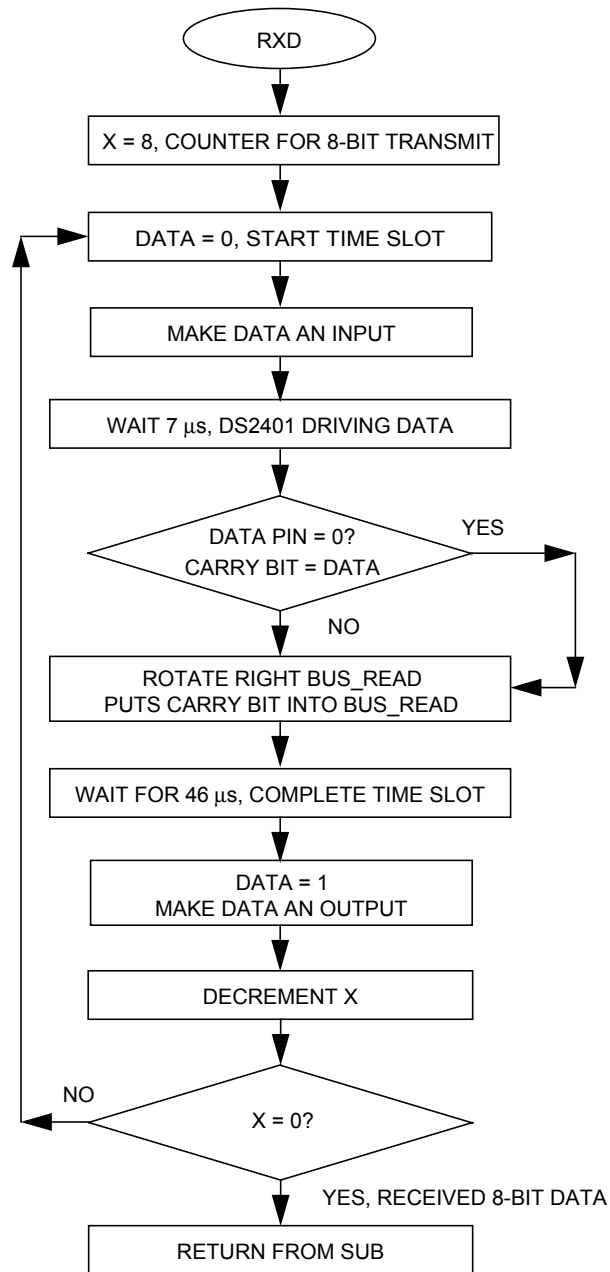 RXD
X = 8, COUNTER FOR 8-BIT TRANSMIT
DATA = 0, START TIME SLOT
MAKE DATA AN INPUT
WAIT 7 µs, DS2401 DRIVING DATA
DATA PIN = 0?
CARRY BIT = DATA
YES
NO
ROTATE RIGHT BUS_READ
PUTS CARRY BIT INTO BUS_READ
WAIT FOR 46 µs, COMPLETE TIME SLOT
DATA = 1
MAKE DATA AN OUTPUT
DECREMENT X
NO
X = 0?
YES, RECEIVED 8-BIT DATA
RETURN FROM SUB